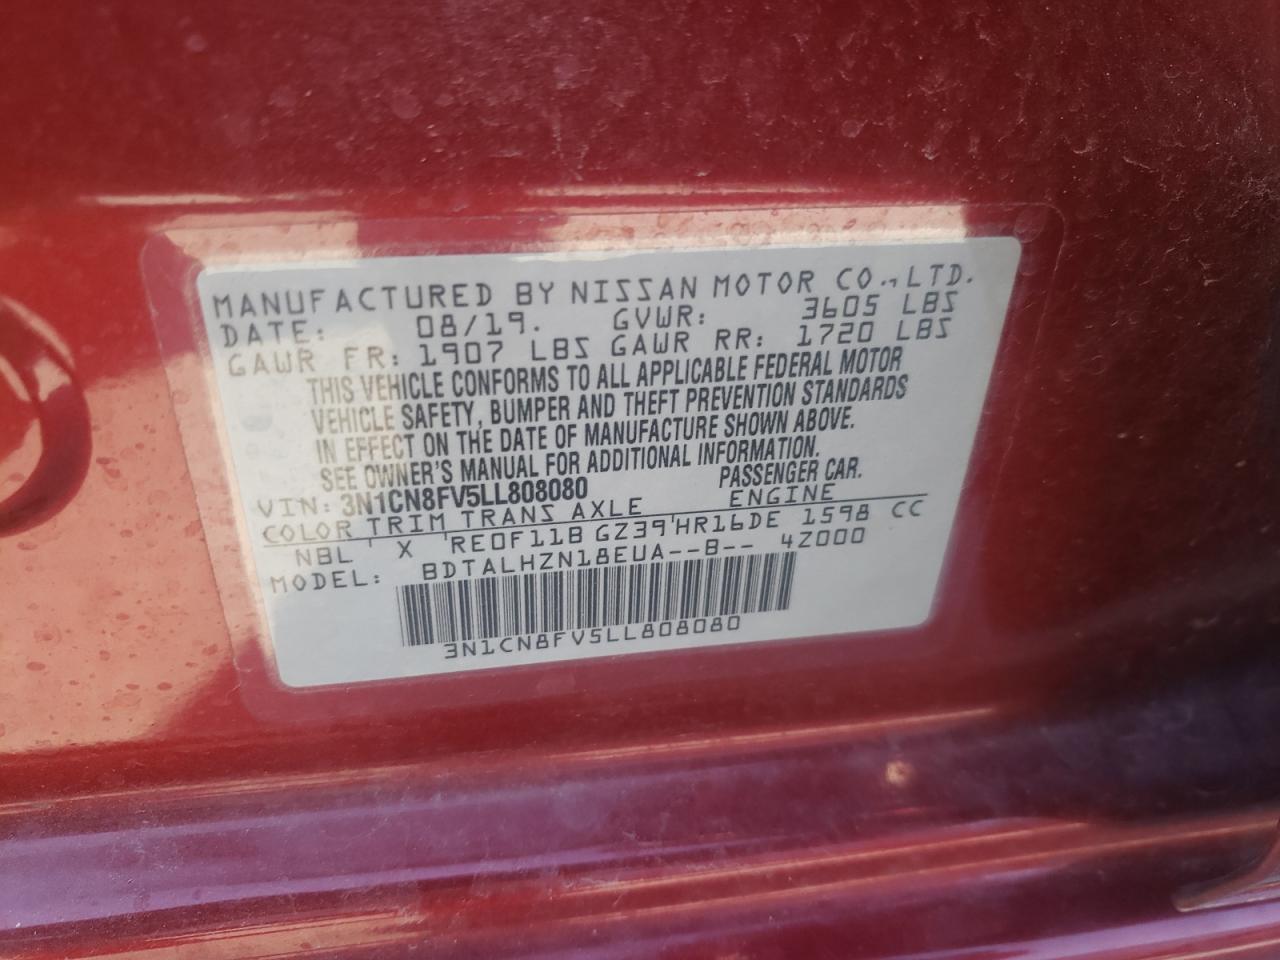 MANUFACTURED BY NISSAN MOTOR CO., LTD.
DATE: 08/19. GVWR: 3605 LBS
GAWR FR: 1907 LBS GAWR RR: 1720 LBS
THIS VEHICLE CONFORMS TO ALL APPLICABLE FEDERAL MOTOR
VEHICLE SAFETY, BUMPER AND THEFT PREVENTION STANDARDS
IN EFFECT ON THE DATE OF MANUFACTURE SHOWN ABOVE.
SEE OWNER'S MANUAL FOR ADDITIONAL INFORMATION.
VIN: 3N1CN8FV5LL808080 PASSENGER CAR.
COLOR TRIM TRANS AXLE ENGINE
NBL ' X 'RE0F11B GZ39'HR16DE 1598 CC
MODEL: BDTALHZN18EUA--B-- 4Z000
3N1CN8FV5LL808080